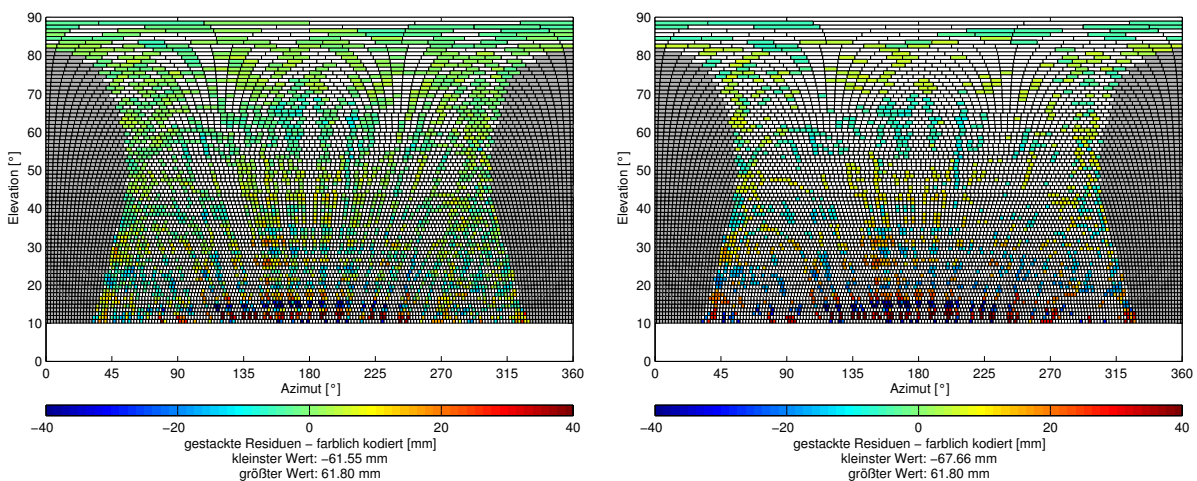 90
80
70
60
50
40
30
20
10
0
Elevation [°]
0 45 90 135 180 225 270 315 360
Azimut [°]
−40 −20 0 20 40
gestackte Residuen − farblich kodiert [mm]
kleinster Wert: −61.55 mm
größter Wert: 61.80 mm
90
80
70
60
50
40
30
20
10
0
Elevation [°]
0 45 90 135 180 225 270 315 360
Azimut [°]
−40 −20 0 20 40
gestackte Residuen − farblich kodiert [mm]
kleinster Wert: −67.66 mm
größter Wert: 61.80 mm